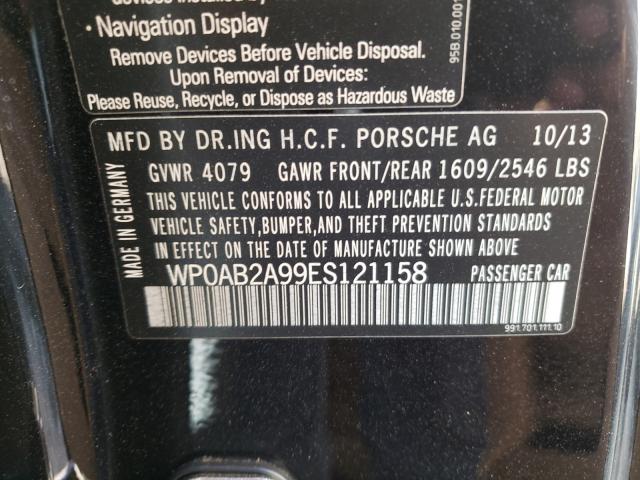 · Navigation Display
Remove Devices Before Vehicle Disposal.
Upon Removal of Devices:
Please Reuse, Recycle, or Dispose as Hazardous Waste
95B.010.001
MFD BY DR.ING H.C.F. PORSCHE AG 10/13
GVWR 4079 GAWR FRONT/REAR 1609/2546 LBS
THIS VEHICLE CONFORMS TO ALL APPLICABLE U.S.FEDERAL MOTOR
VEHICLE SAFETY,BUMPER,AND THEFT PREVENTION STANDARDS
IN EFFECT ON THE DATE OF MANUFACTURE SHOWN ABOVE
WP0AB2A99ES121158 PASSENGER CAR
991.701.111.10
MADE IN GERMANY